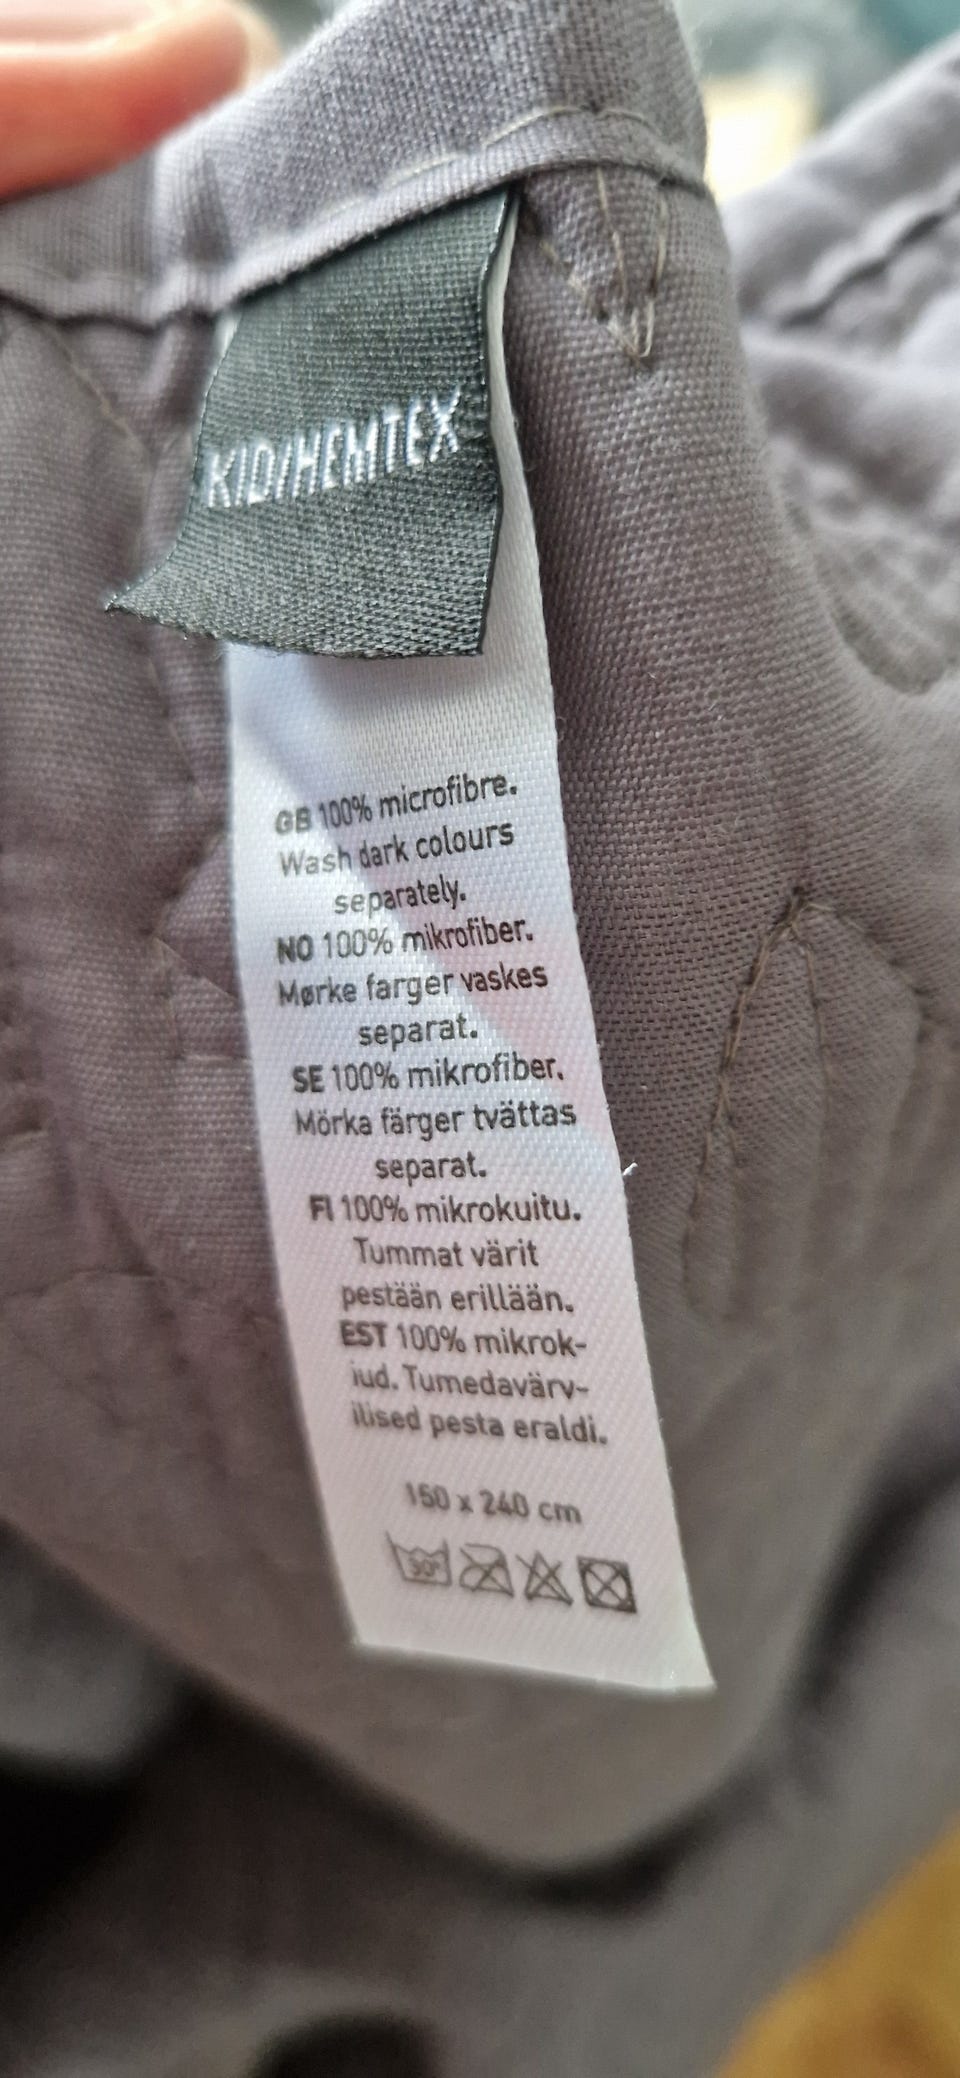 KID/HEMTEX
GB 100% microfibre.
Wash dark colours
separately.
NO 100% mikrofiber.
Mørke farger vaskes
separat.
SE 100% mikrofiber.
Mörka färger tvättas
separat.
FI 100% mikrokuitu.
Tummat värit
pestään erillään.
EST 100% mikrok-
iud. Tumedavärv-
ilised pesta eraldi.
150 x 240 cm
30°